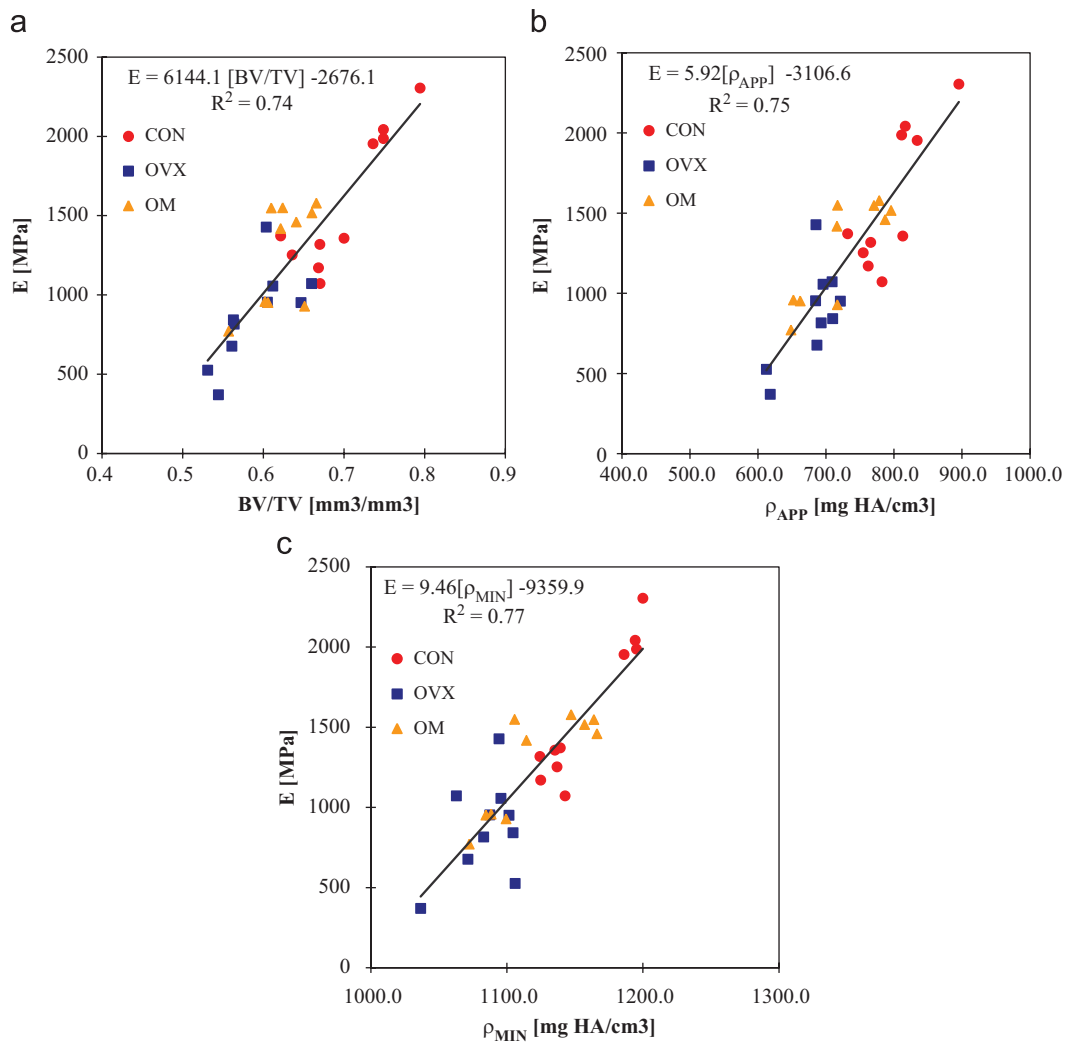 a
2500
E = 6144.1 [BV/TV] -2676.1
R² = 0.74
2000
CON
OVX
1500
OM
E [MPa]
1000
500
0
0.4 0.5 0.6 0.7 0.8 0.9
BV/TV [mm3/mm3]
b
2500
E = 5.92[ρAPP] -3106.6
R² = 0.75
2000
CON
OVX
1500
OM
E [MPa]
1000
500
0
400.0 500.0 600.0 700.0 800.0 900.0 1000.0
ρAPP [mg HA/cm3]
c
2500
E = 9.46[ρMIN] -9359.9
R² = 0.77
2000
CON
OVX
1500
OM
E [MPa]
1000
500
0
1000.0 1100.0 1200.0 1300.0
ρMIN [mg HA/cm3]